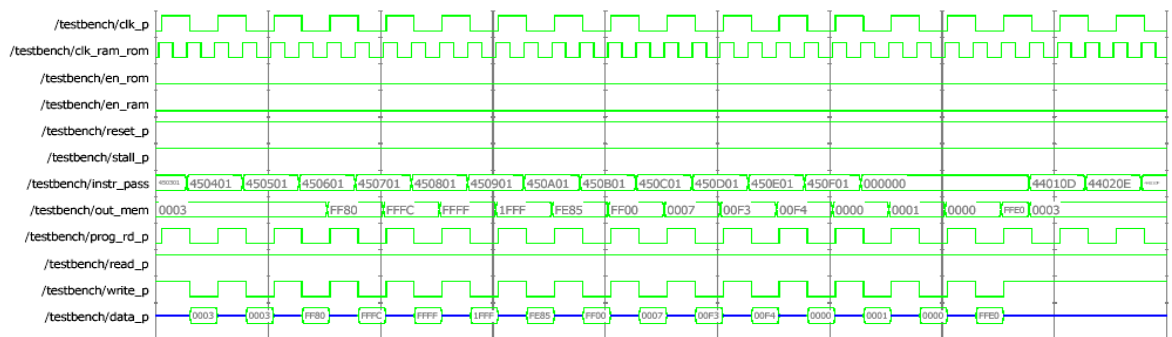 /testbench/clk_p
/testbench/clk_ram_rom
/testbench/en_rom
/testbench/en_ram
/testbench/reset_p
/testbench/stall_p
/testbench/instr_pass 450401 450501 450601 450701 450801 450901 450A01 450B01 450C01 450D01 450E01 450F01 000000 44010D 44020E
/testbench/out_mem 0003 FF80 FFFC FFFF 1FFF FE85 FF00 0007 00F3 00F4 0000 0001 0000 FFE0 0003
/testbench/prog_rd_p
/testbench/read_p
/testbench/write_p
/testbench/data_p 0003 0003 FF80 FFFC FFFF 1FFF FE85 FF00 0007 00F3 00F4 0000 0001 0000 FFE0